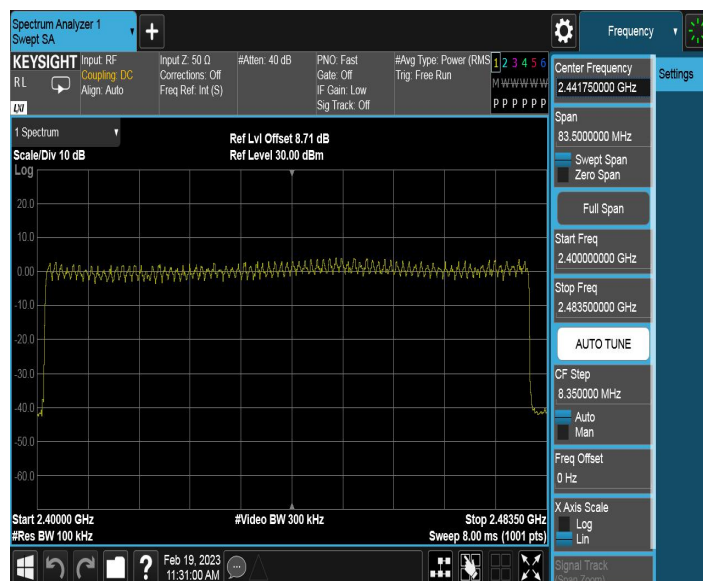 Spectrum Analyzer 1
Swept SA
+
Frequency
KEYSIGHT
RL
LXI
Input: RF
Coupling: DC
Align: Auto
Input Z: 50 Ω
Corrections: Off
Freq Ref: Int (S)
#Atten: 40 dB
PNO: Fast
Gate: Off
IF Gain: Low
Sig Track: Off
#Avg Type: Power (RMS
Trig: Free Run
1 2 3 4 5 6
M W W W W W
P P P P P P
Center Frequency
2.441750000 GHz
Settings
Span
83.5000000 MHz
Swept Span
Zero Span
Full Span
Start Freq
2.400000000 GHz
Stop Freq
2.483500000 GHz
AUTO TUNE
CF Step
8.350000 MHz
Auto
Man
Freq Offset
0 Hz
X Axis Scale
Log
Lin
Signal Track
(Span Zoom)
1 Spectrum
Scale/Div 10 dB
Ref Lvl Offset 8.71 dB
Ref Level 30.00 dBm
Log
20.0
10.0
0.00
-10.0
-20.0
-30.0
-40.0
-50.0
-60.0
Start 2.40000 GHz
#Video BW 300 kHz
Stop 2.48350 GHz
#Res BW 100 kHz
Sweep 8.00 ms (1001 pts)
?
Feb 19, 2023
11:31:00 AM